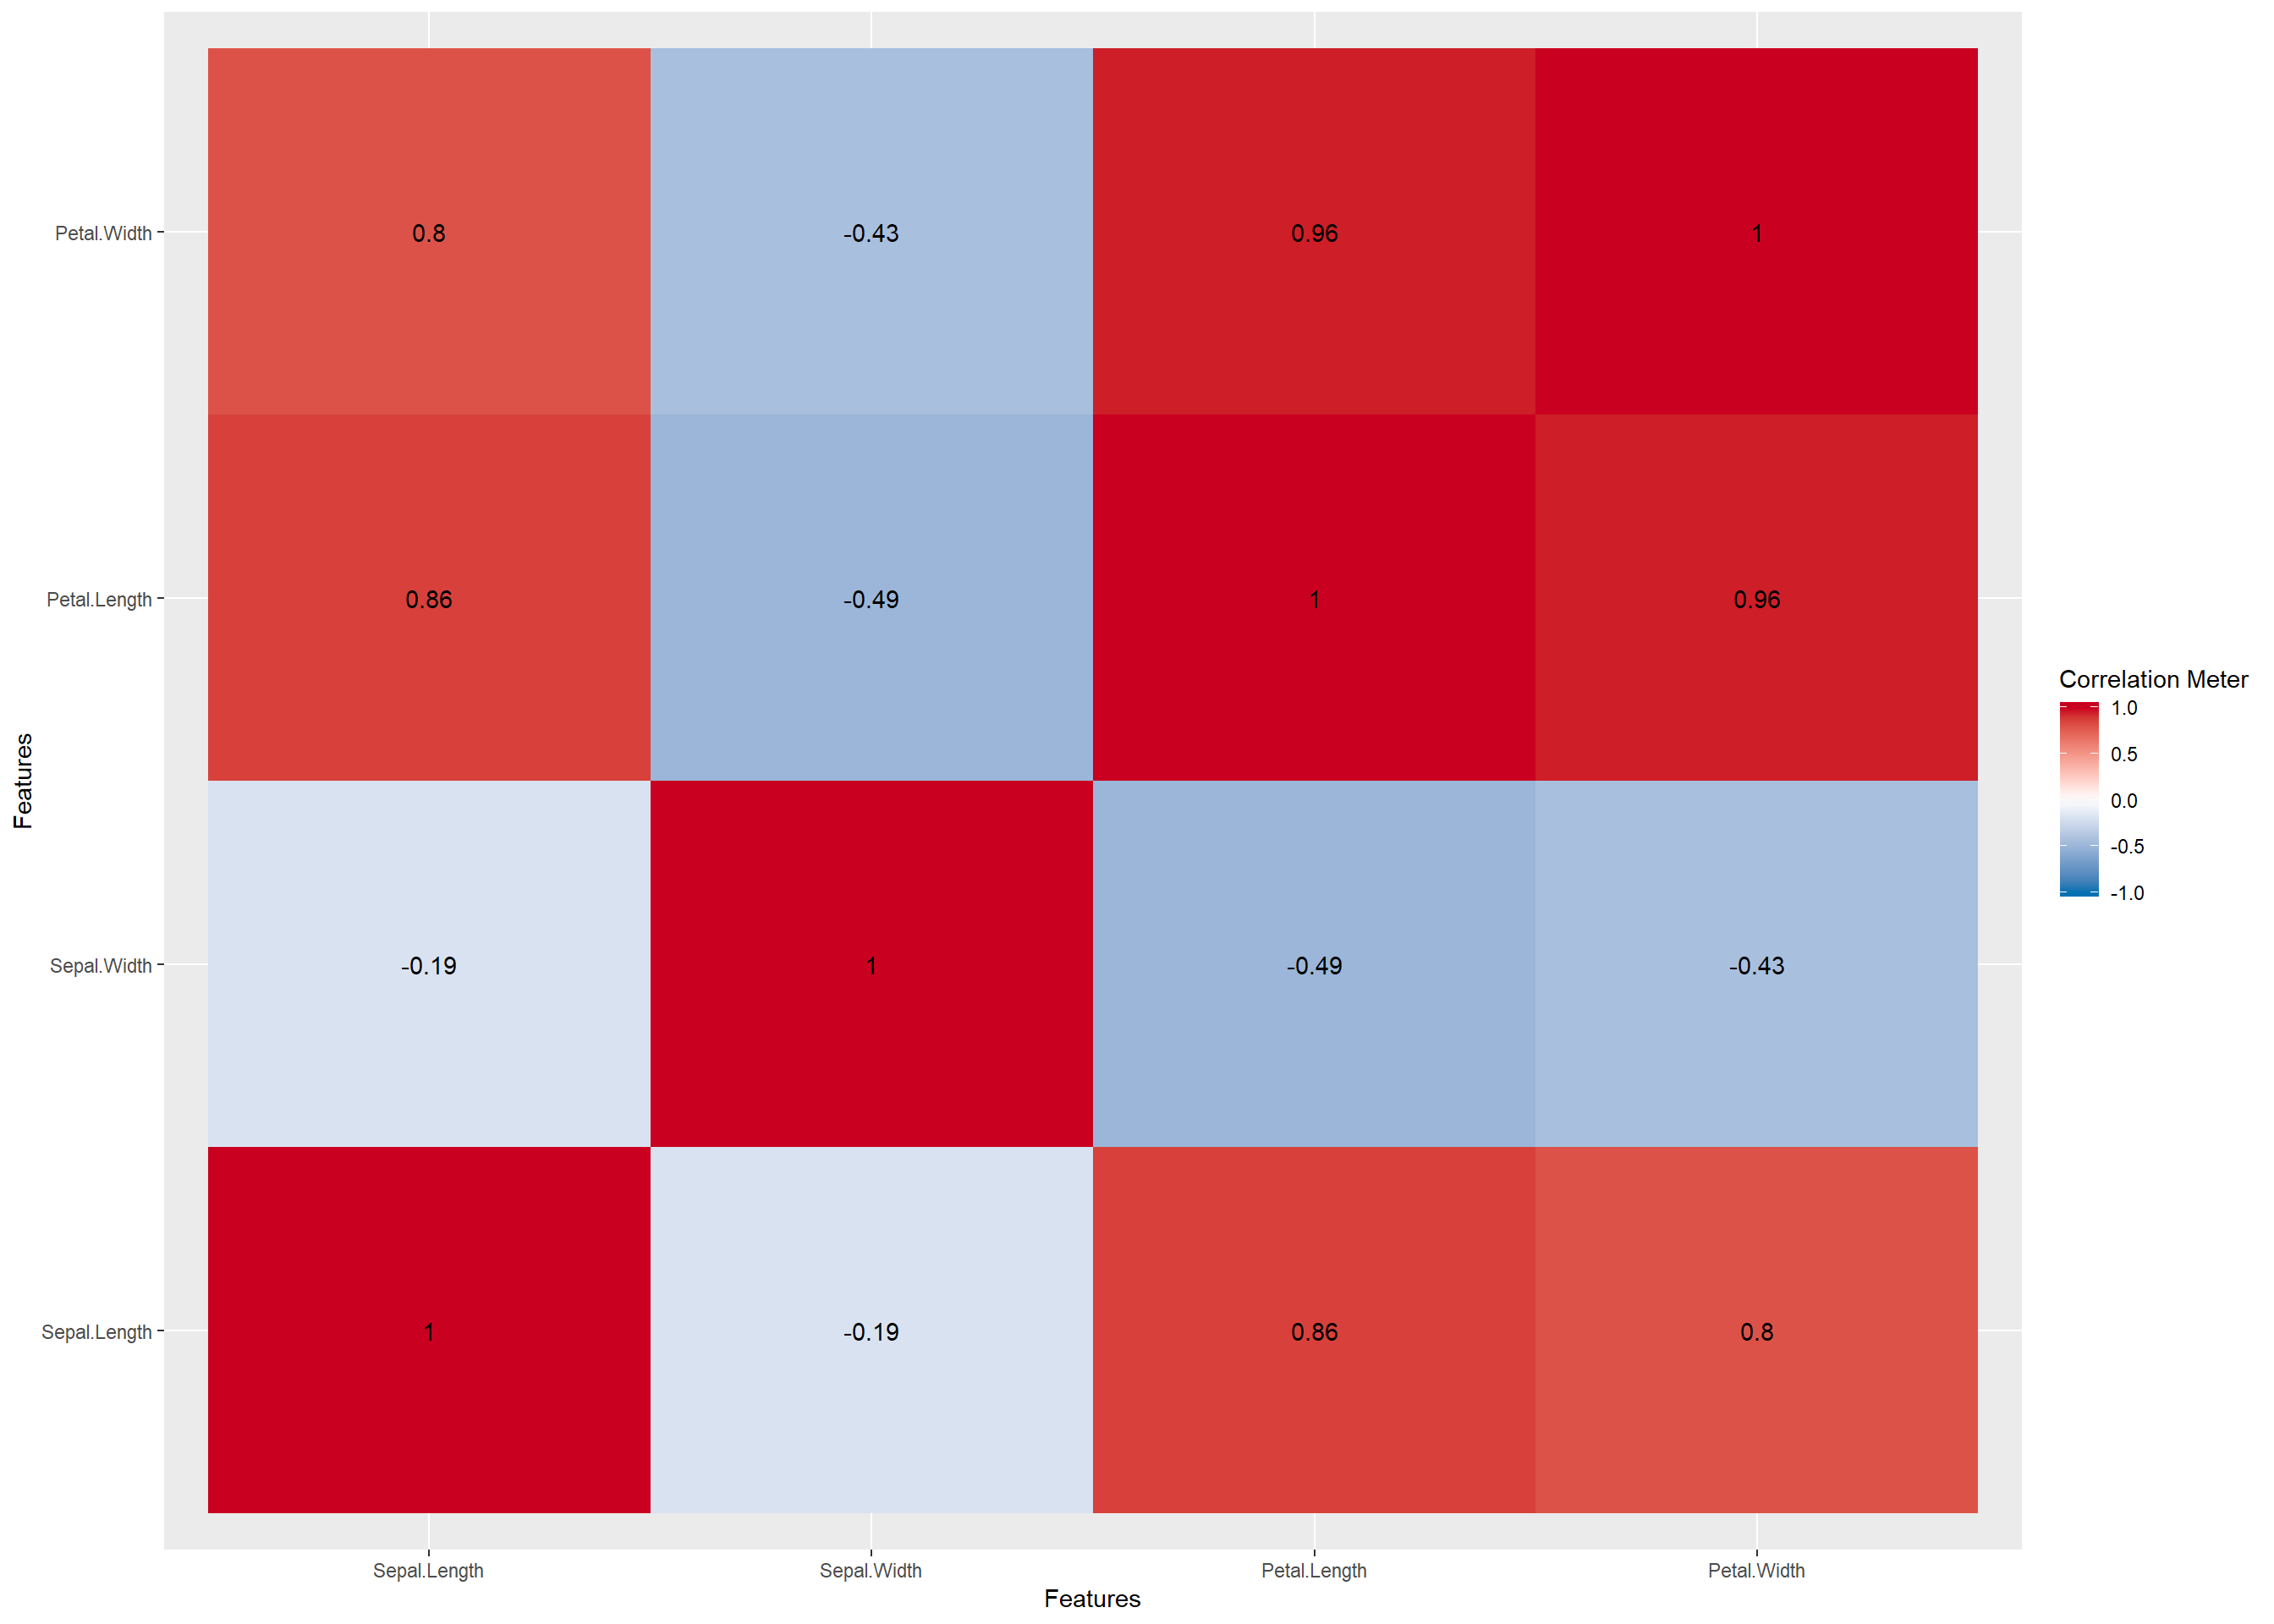 Petal.Width 0.8 -0.43 0.96 1
Petal.Length 0.86 -0.49 1 0.96
Sepal.Width -0.19 1 -0.49 -0.43
Sepal.Length 1 -0.19 0.86 0.8
Sepal.Length Sepal.Width Petal.Length Petal.Width
Features
Features
Correlation Meter
1.0
0.5
0.0
-0.5
-1.0